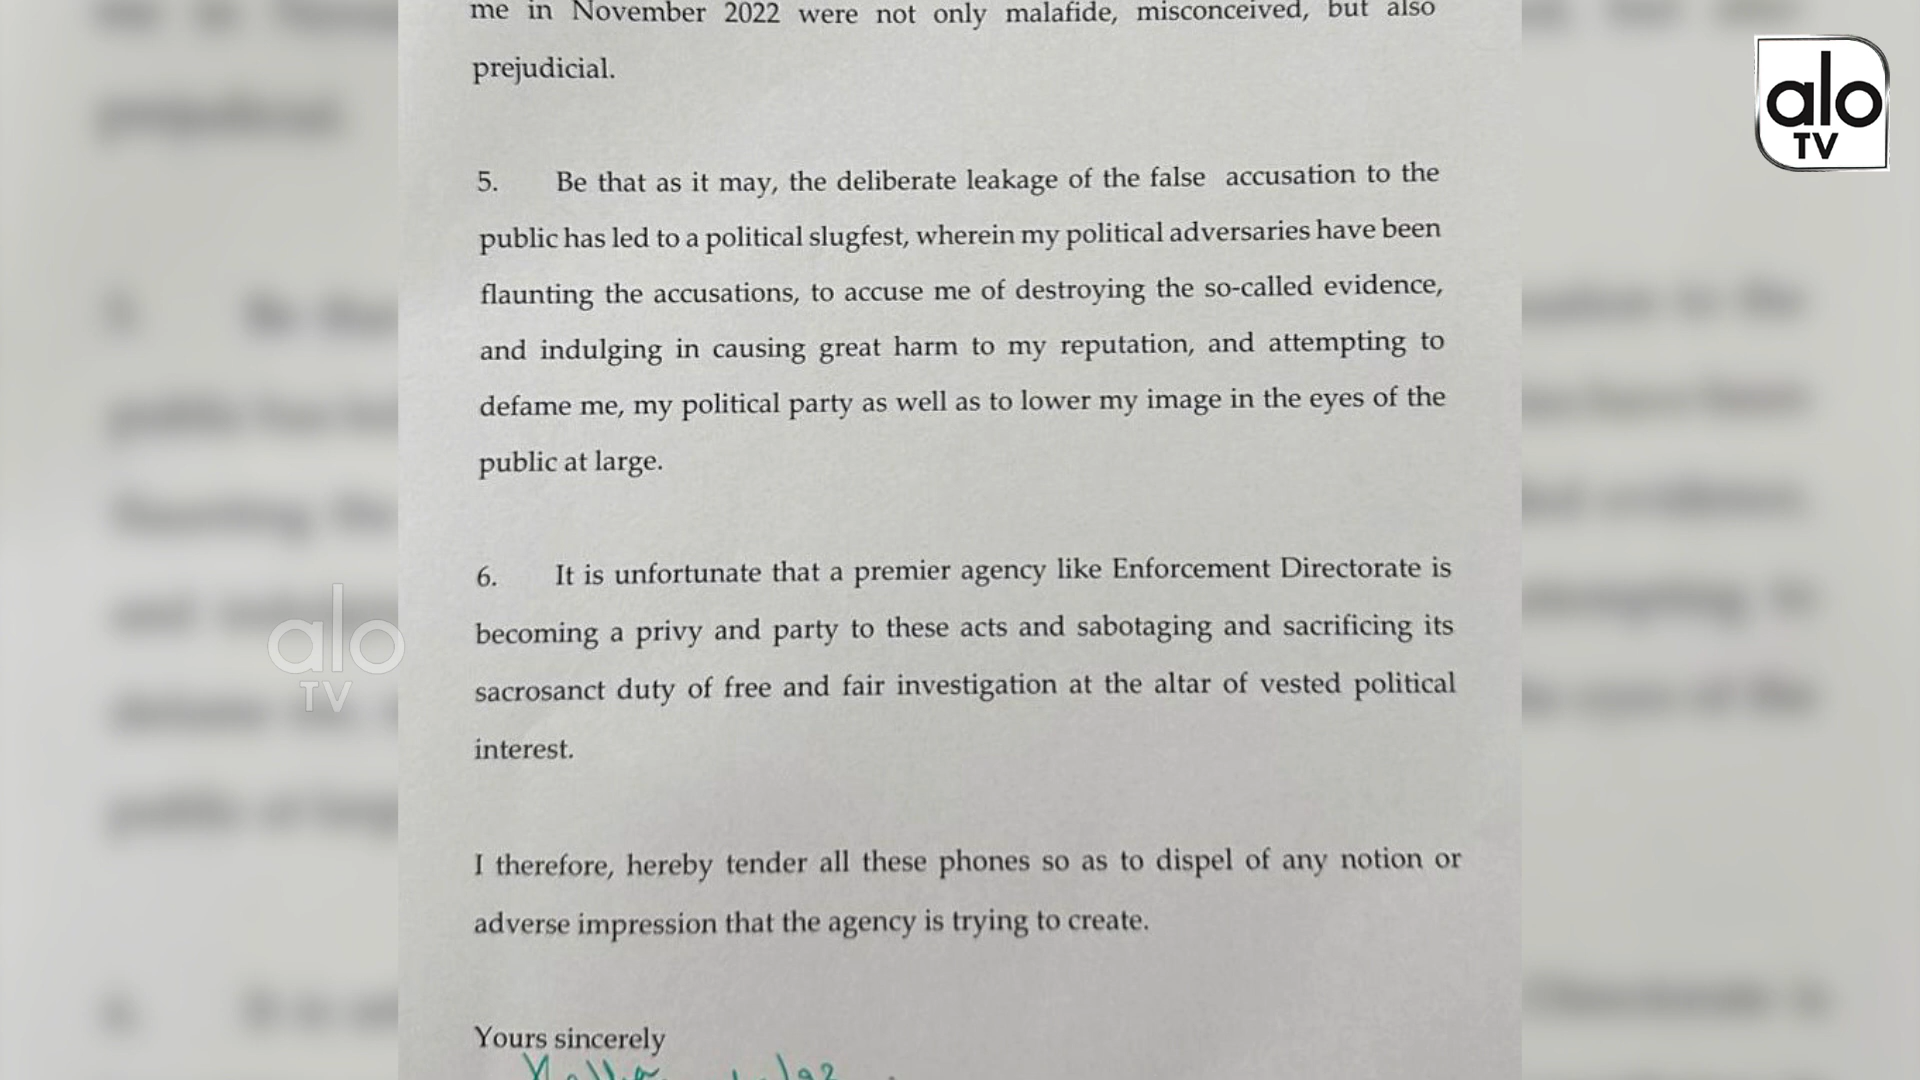 me in November 2022 were not only malafide, misconceived, but also
prejudicial.
5. Be that as it may, the deliberate leakage of the false accusation to the
public has led to a political slugfest, wherein my political adversaries have been
flaunting the accusations, to accuse me of destroying the so-called evidence,
and indulging in causing great harm to my reputation, and attempting to
defame me, my political party as well as to lower my image in the eyes of the
public at large.
6. It is unfortunate that a premier agency like Enforcement Directorate is
becoming a privy and party to these acts and sabotaging and sacrificing its
sacrosanct duty of free and fair investigation at the altar of vested political
interest.
I therefore, hereby tender all these phones so as to dispel of any notion or
adverse impression that the agency is trying to create.
Yours sincerely
alo
TV
alo
TV